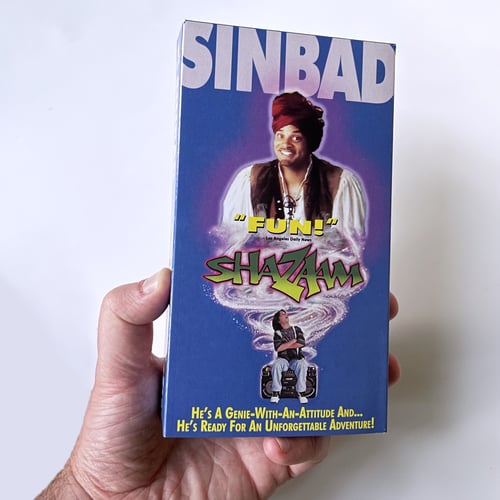 SINBAD
"FUN!"
Los Angeles Daily News
SHAZAAM
HE'S A GENIE-WITH-AN-ATTITUDE AND...
HE'S READY FOR AN UNFORGETTABLE ADVENTURE!